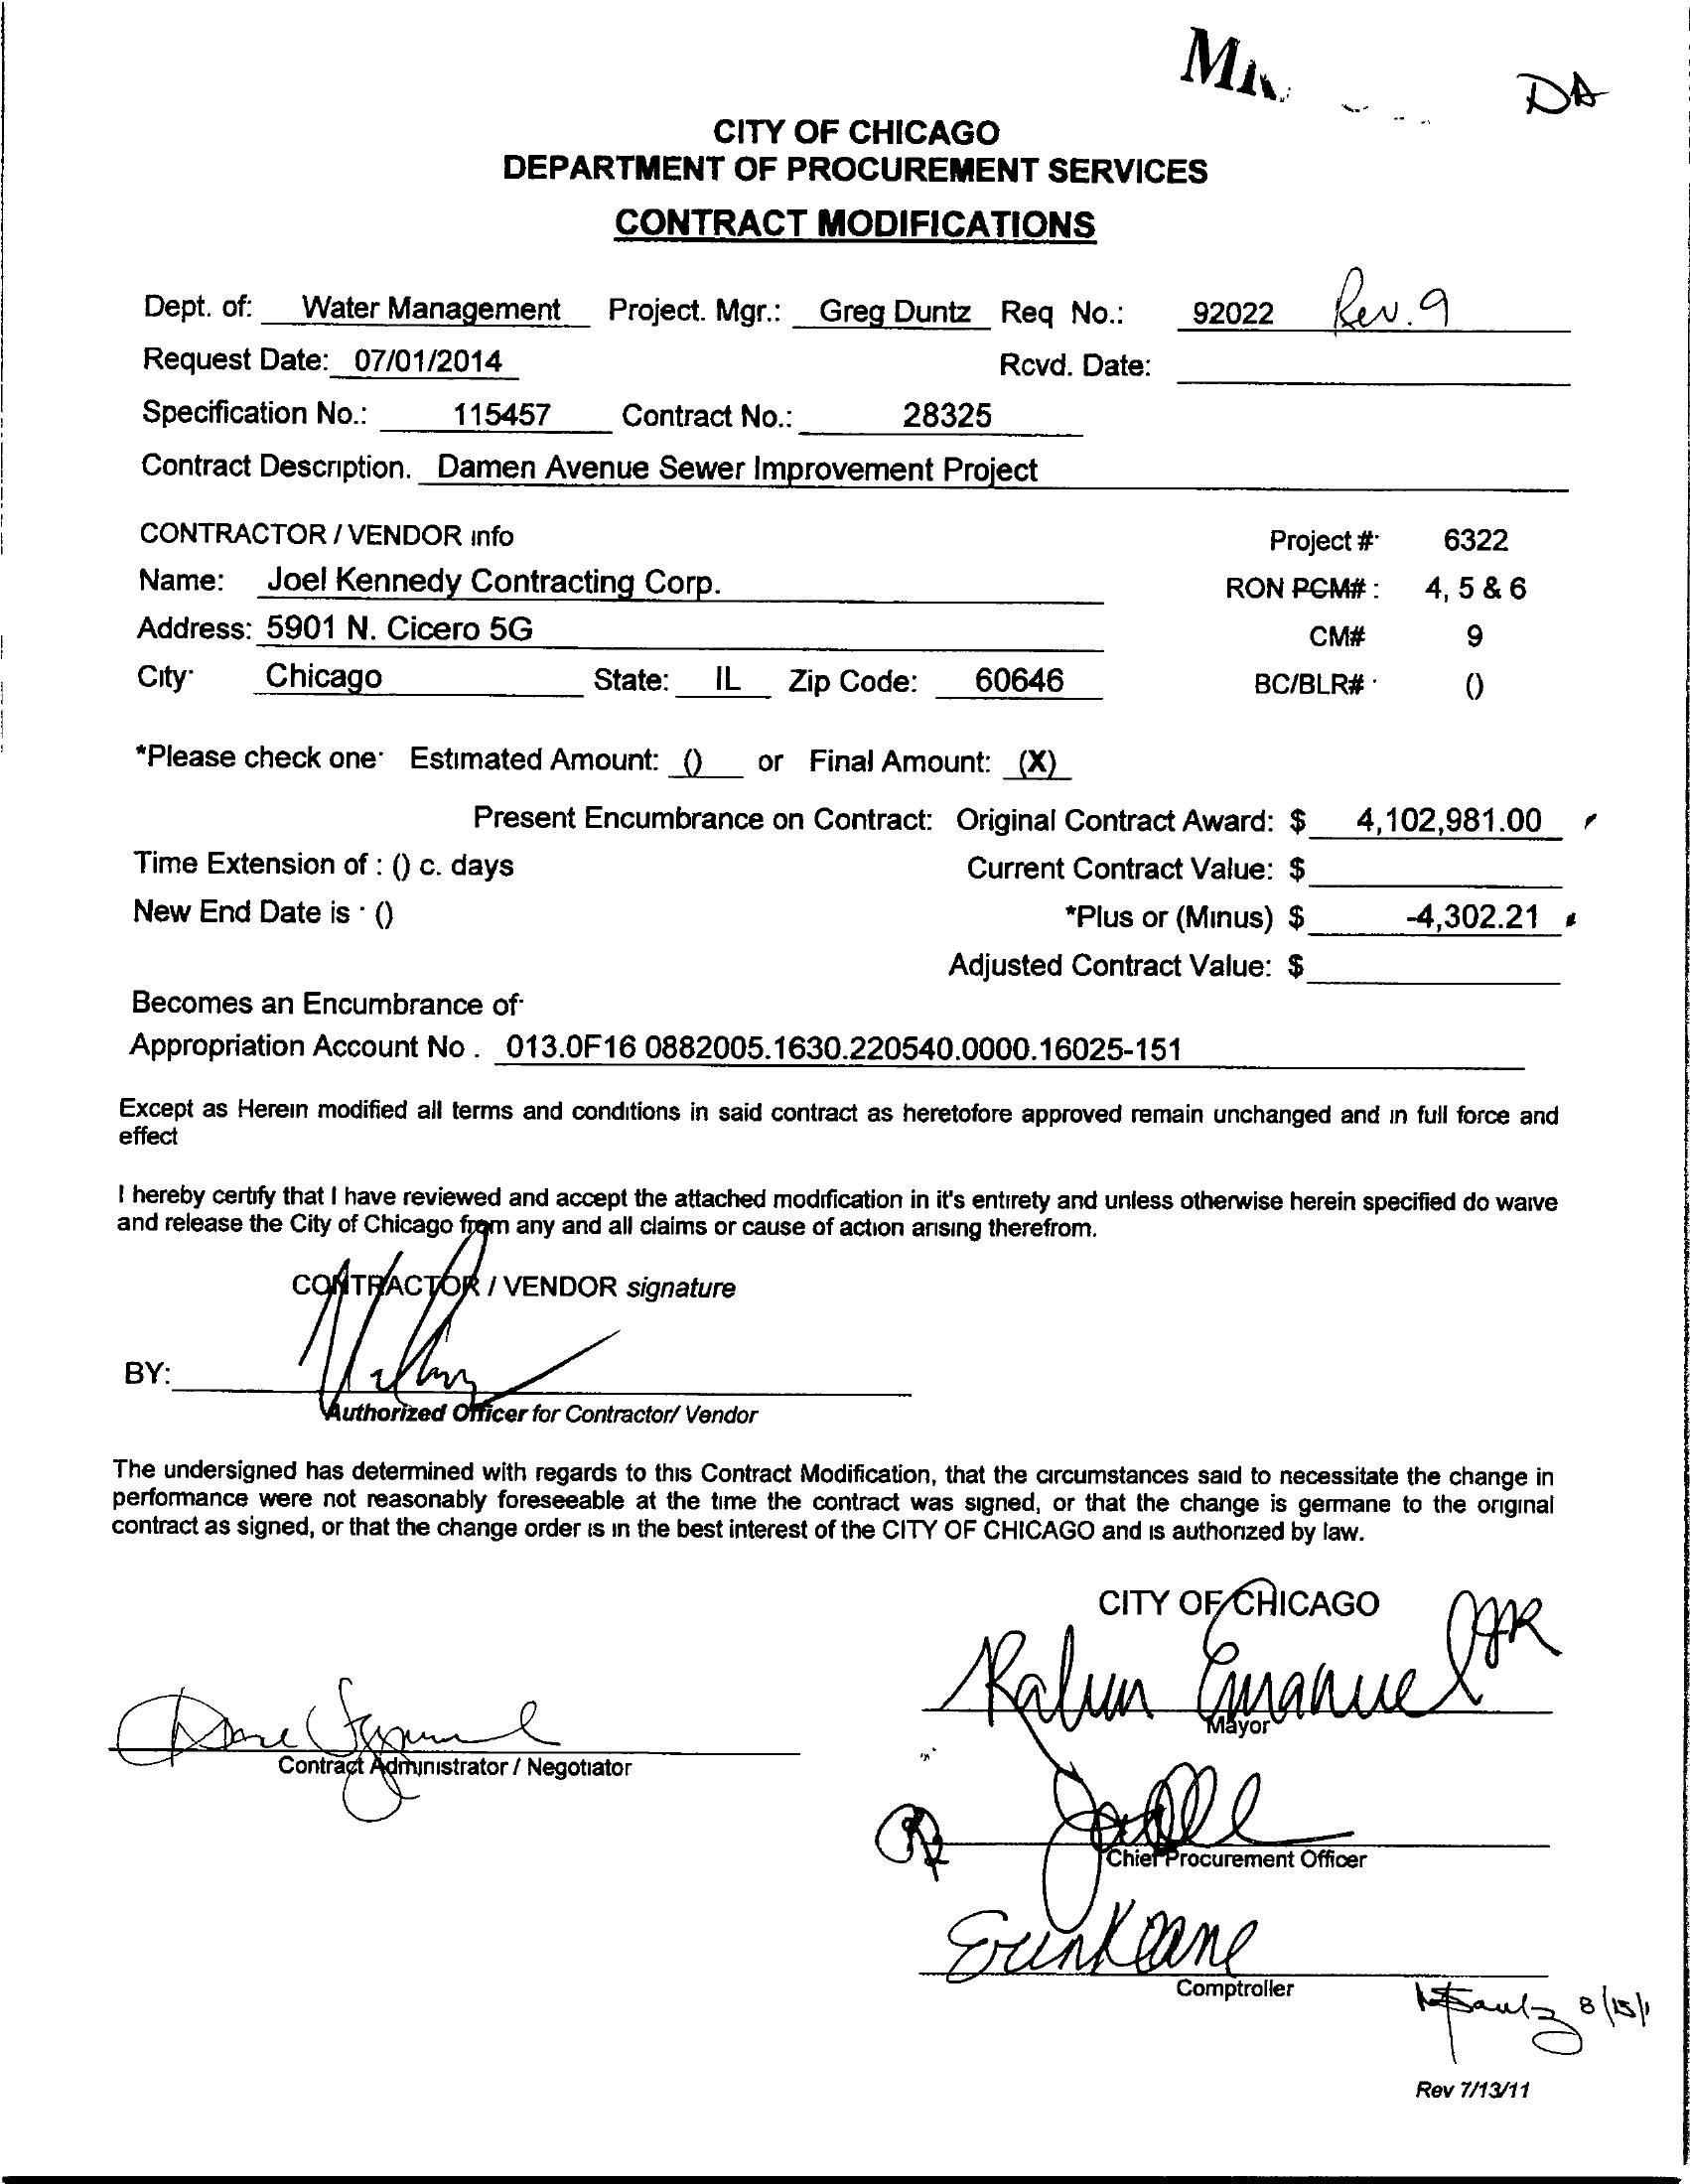 DA
CITY OF CHICAGO
DEPARTMENT OF PROCUREMENT SERVICES
CONTRACT MODIFICATIONS
Dept. of: Water Management Project. Mgr.: Greg Duntz Req No.: 92022 Rev. 9
Request Date: 07/01/2014 Rcvd. Date:
Specification No.: 115457 Contract No.: 28325
Contract Description. Damen Avenue Sewer Improvement Project
CONTRACTOR / VENDOR info Project #: 6322
Name: Joel Kennedy Contracting Corp. RON PCM# : 4, 5 & 6
Address: 5901 N. Cicero 5G CM# 9
City: Chicago State: IL Zip Code: 60646 BC/BLR# : ()
*Please check one: Estimated Amount: () or Final Amount: (X)
Present Encumbrance on Contract: Original Contract Award: $ 4,102,981.00
Time Extension of : () c. days Current Contract Value: $
New End Date is : () *Plus or (Minus) $ -4,302.21
Adjusted Contract Value: $
Becomes an Encumbrance of:
Appropriation Account No . 013.0F16 0882005.1630.220540.0000.16025-151
Except as Herein modified all terms and conditions in said contract as heretofore approved remain unchanged and in full force and
effect
I hereby certify that I have reviewed and accept the attached modification in it's entirety and unless otherwise herein specified do waive
and release the City of Chicago from any and all claims or cause of action arising therefrom.
CONTRACTOR / VENDOR signature
BY:
Authorized Officer for Contractor/ Vendor
The undersigned has determined with regards to this Contract Modification, that the circumstances said to necessitate the change in
performance were not reasonably foreseeable at the time the contract was signed, or that the change is germane to the original
contract as signed, or that the change order is in the best interest of the CITY OF CHICAGO and is authorized by law.
CITY OF CHICAGO
Rahm Emanuel
Mayor
Contract Administrator / Negotiator
Chief Procurement Officer
Erin Keane
Comptroller
Rev 7/13/11